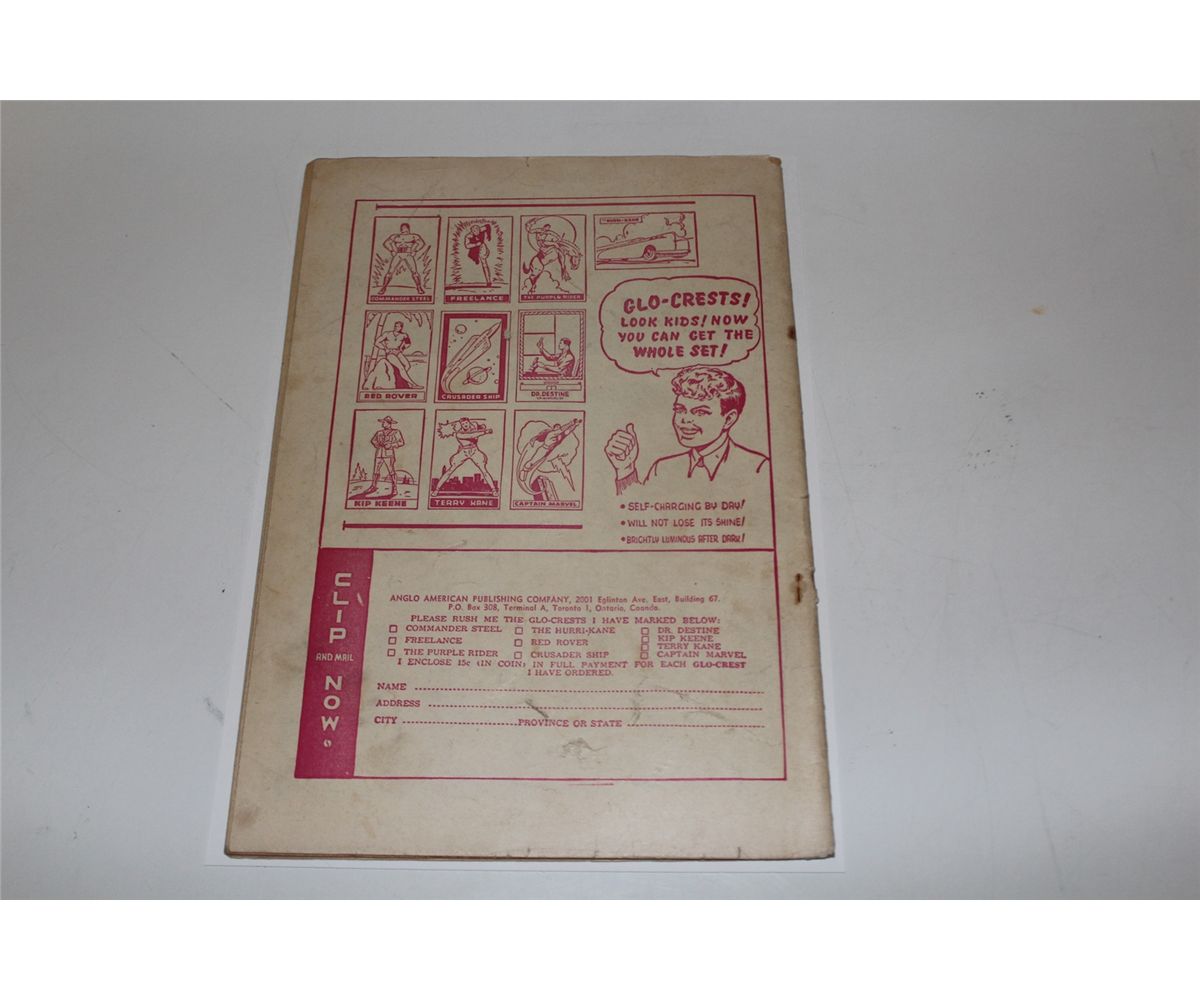 THE HURRI-KANE
COMMANDER STEEL
FREELANCE
THE PURPLE RIDER
GLO-CRESTS!
LOOK KIDS! NOW
YOU CAN GET THE
WHOLE SET!
RED ROVER
CRUSADER SHIP
DR. DESTINE
KIP KEENE
TERRY KANE
CAPTAIN MARVEL
• SELF-CHARGING BY DAY!
• WILL NOT LOSE ITS SHINE!
• BRIGHTLY LUMINOUS AFTER DARK!
CLIP
AND MAIL
NOW
ANGLO AMERICAN PUBLISHING COMPANY, 2001 Eglinton Ave. East, Building 67.
P.O. Box 308, Terminal A, Toronto 1, Ontario, Canada.
PLEASE RUSH ME THE GLO-CRESTS I HAVE MARKED BELOW:
☐ COMMANDER STEEL ☐ THE HURRI-KANE ☐ DR. DESTINE
☐ FREELANCE ☐ RED ROVER ☐ KIP KEENE
☐ TERRY KANE
☐ THE PURPLE RIDER ☐ CRUSADER SHIP ☐ CAPTAIN MARVEL
I ENCLOSE 15c (IN COIN) IN FULL PAYMENT FOR EACH GLO-CREST
I HAVE ORDERED.
NAME
ADDRESS
CITY PROVINCE OR STATE